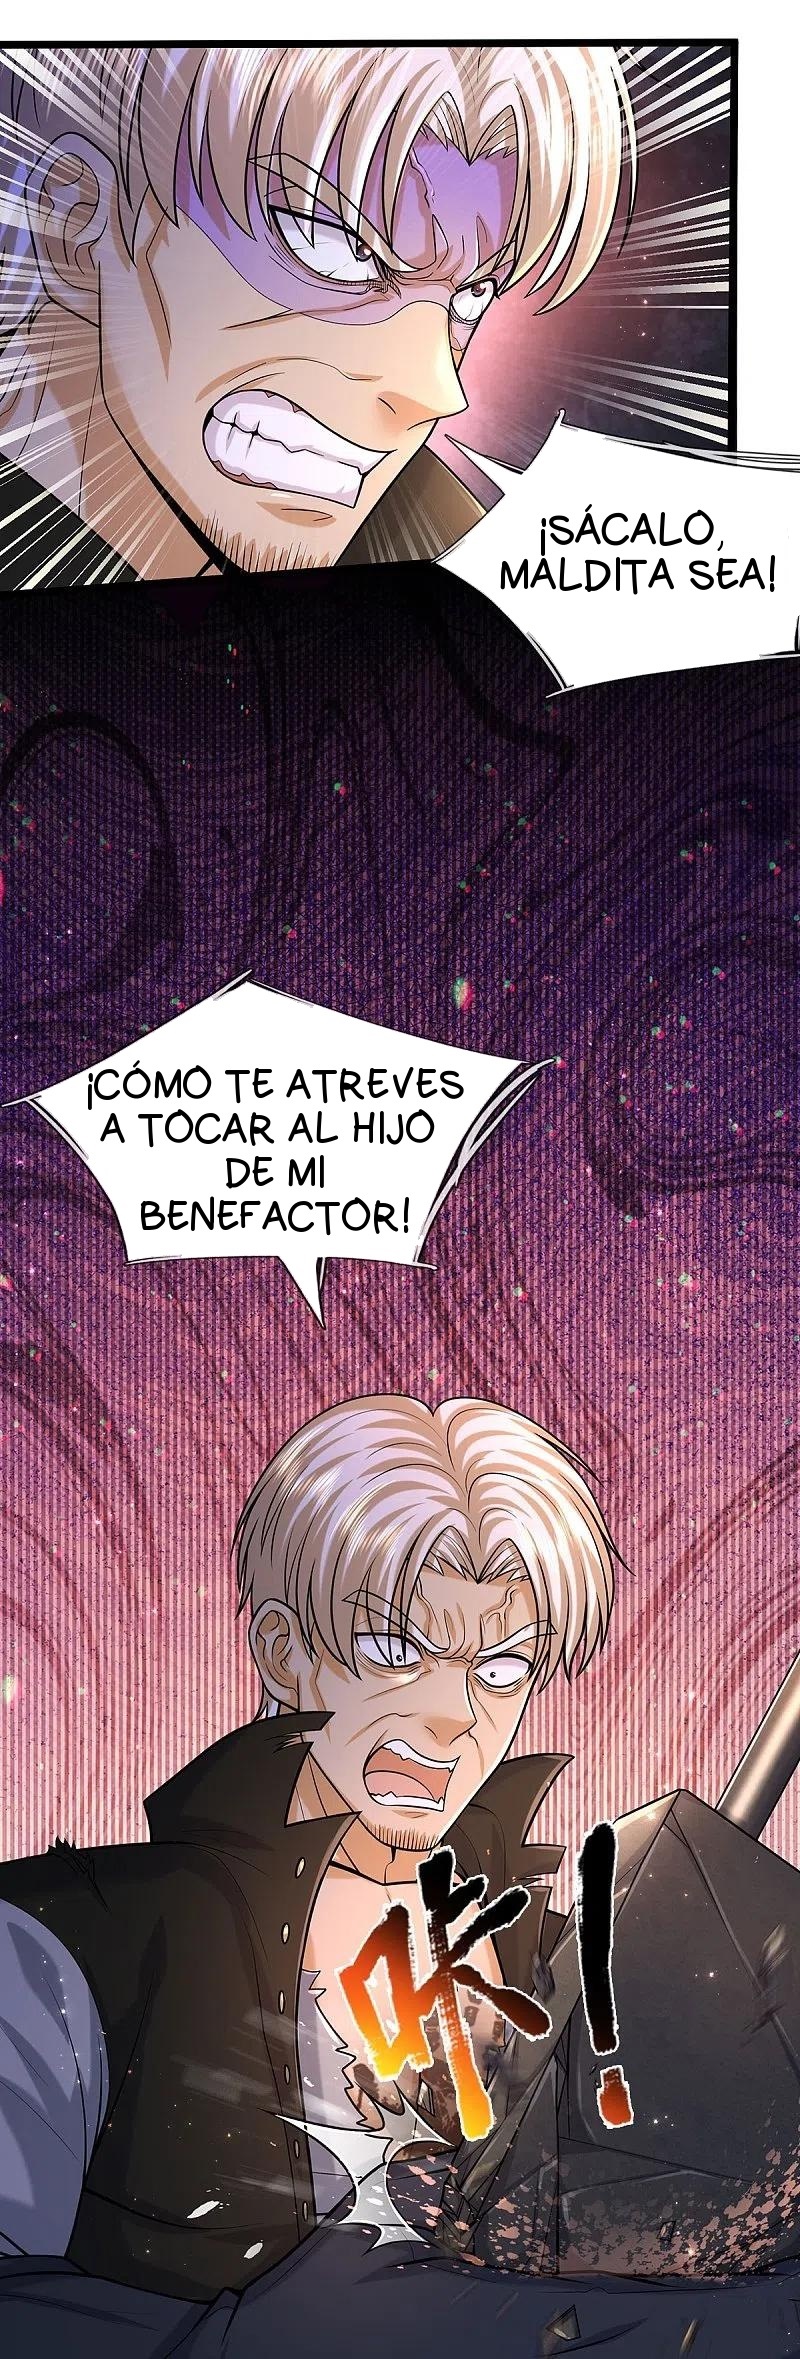 ¡SÁCALO,
MALDITA SEA!
¡CÓMO TE ATREVES
A TOCAR AL HIJO
DE MI
BENEFACTOR!
咔！